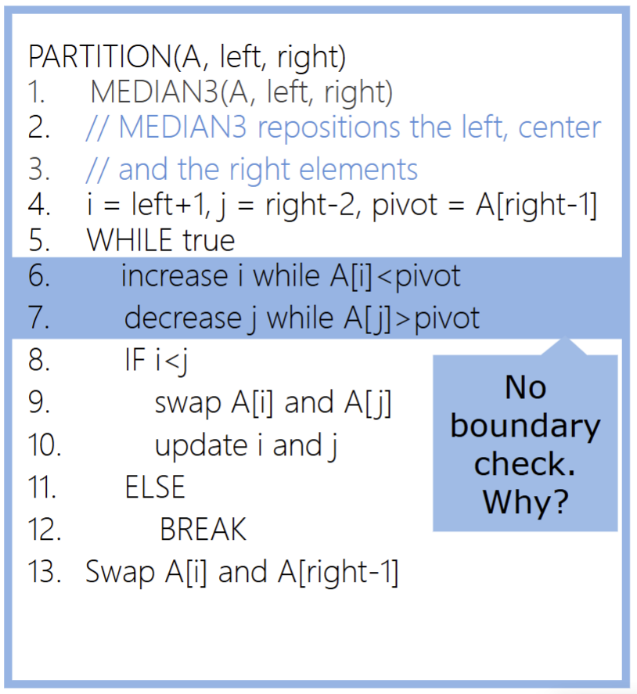 PARTITION(A, left, right)
1. MEDIAN3(A, left, right)
2. // MEDIAN3 repositions the left, center
3. // and the right elements
4. i = left+1, j = right-2, pivot = A[right-1]
5. WHILE true
6. increase i while A[i]<pivot
7. decrease j while A[j]>pivot
8. IF i<j
9. swap A[i] and A[j]
10. update i and j
11. ELSE
12. BREAK
13. Swap A[i] and A[right-1]
No
boundary
check.
Why?